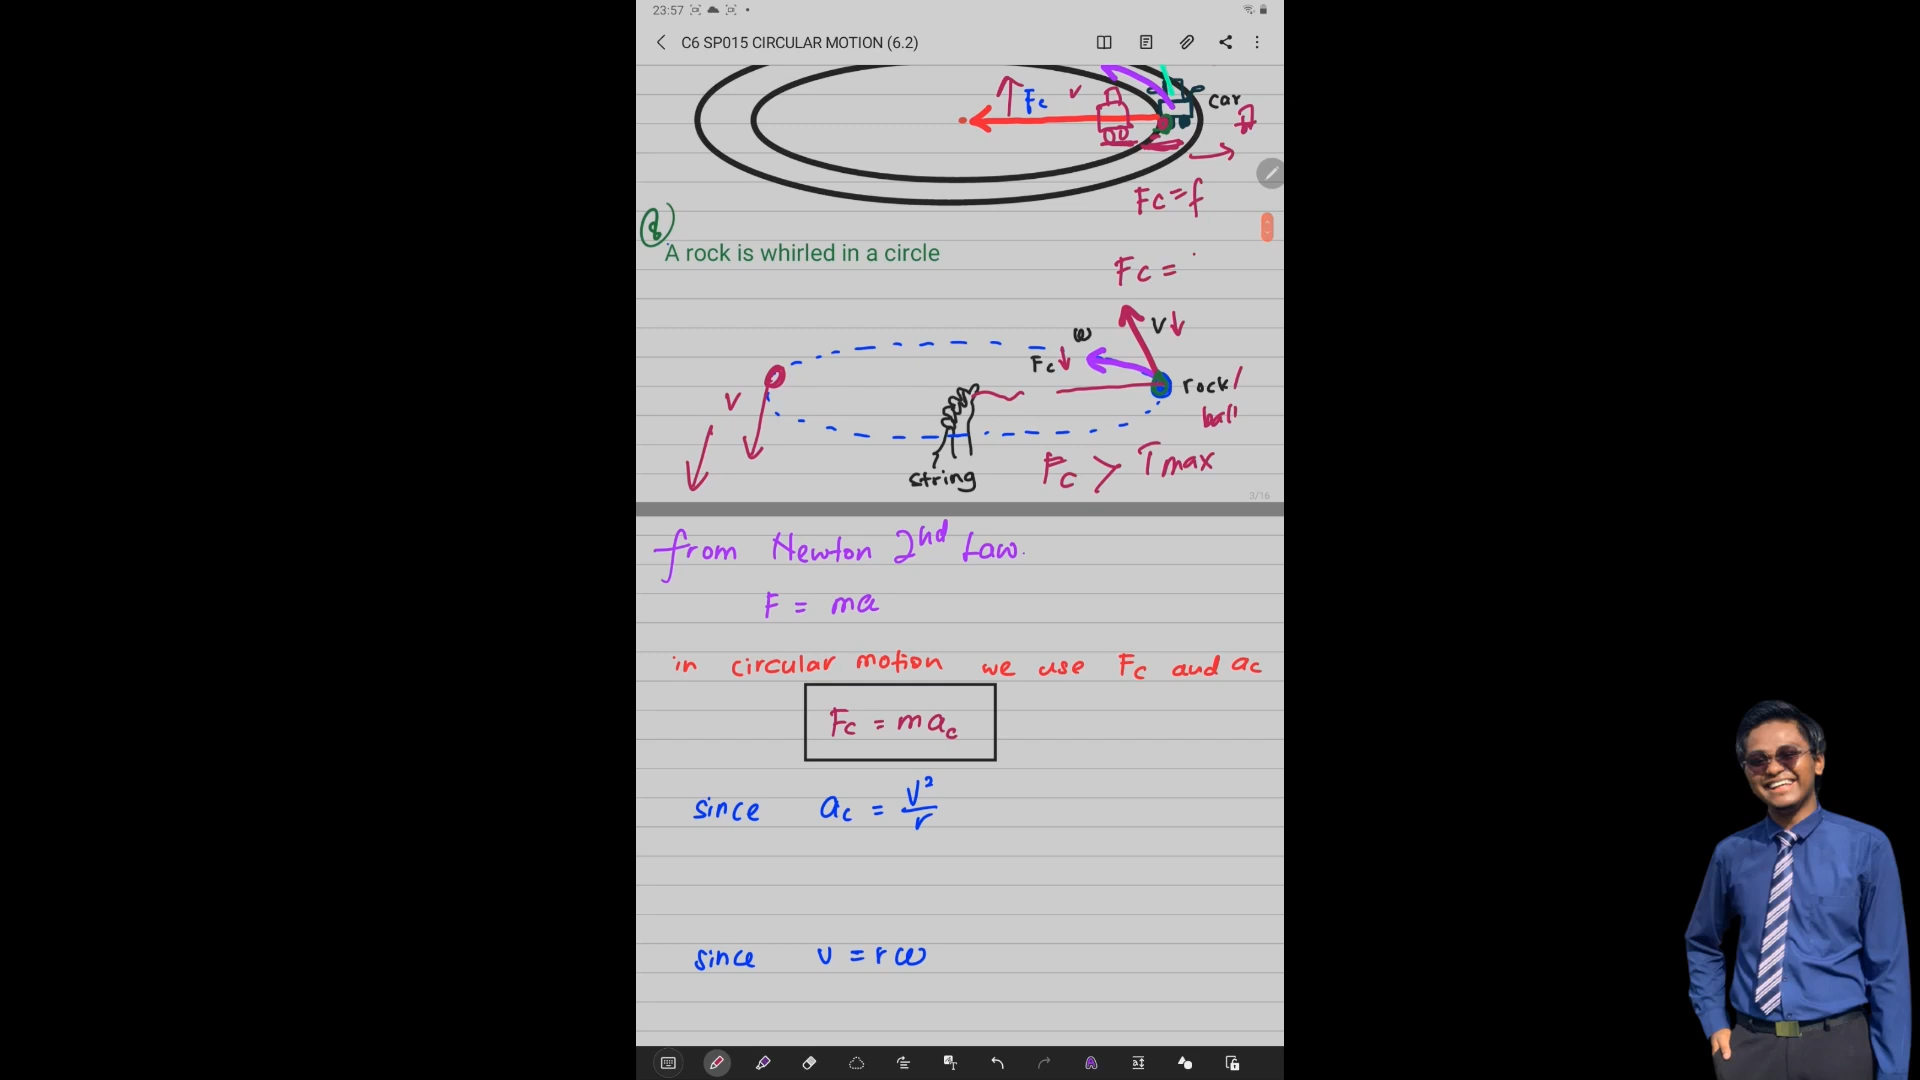 23:57
C6 SP015 CIRCULAR MOTION (6.2)
Fc
v
car
Fc = f
A rock is whirled in a circle
Fc =
ω
V↓
Fc↓
rock/
ball
v
string
Fc > Tmax
3/16
from Newton 2nd Law.
F = ma
in circular motion we use Fc and ac
Fc = mac
since ac = V²/r
since v = rω